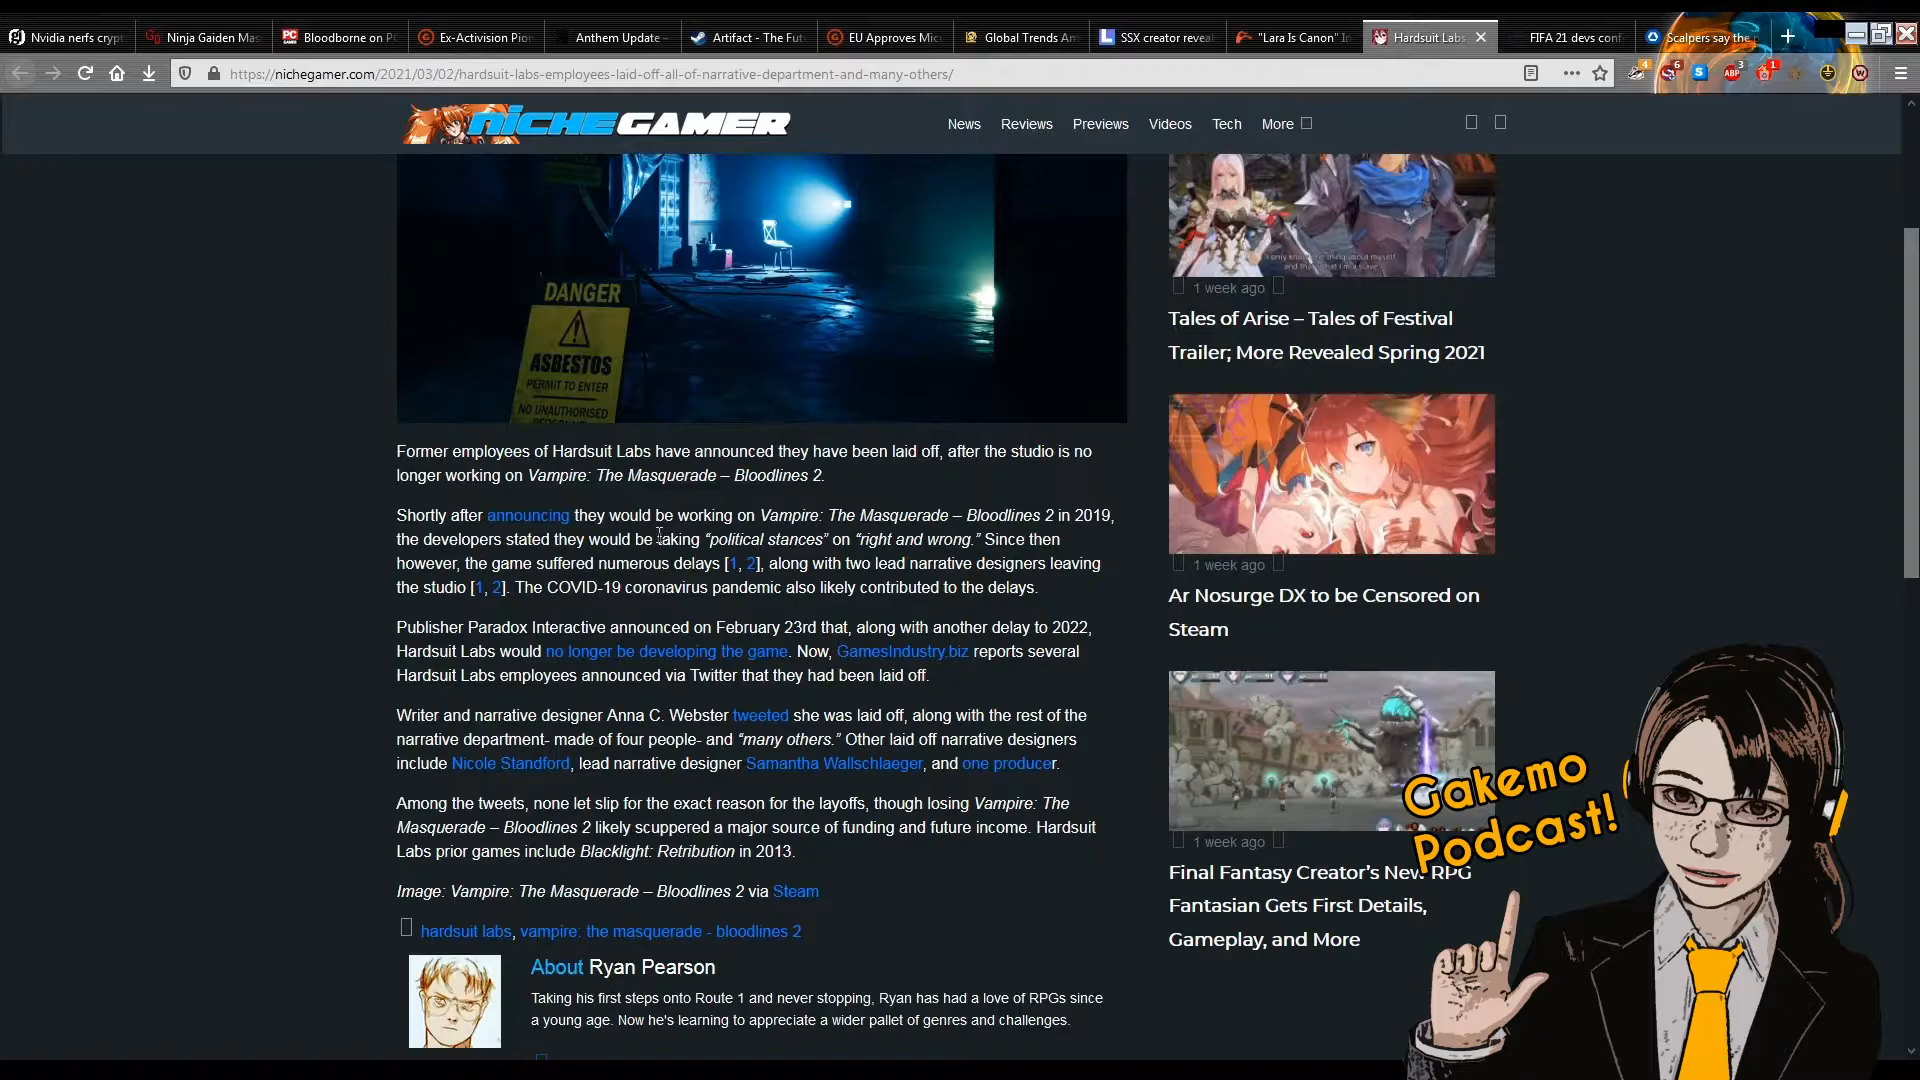 Nvidia nerfs crypt
Ninja Gaiden Mas
Bloodborne on PC
Ex-Activision Pion
Anthem Update –
Artifact - The Futu
EU Approves Mic
Global Trends An
SSX creator reveal
"Lara Is Canon" In
Hardsuit Labs
FIFA 21 devs confi
Scalpers say the p
https://nichegamer.com/2021/03/02/hardsuit-labs-employees-laid-off-all-of-narrative-department-and-many-others/
NICHEGAMER
News Reviews Previews Videos Tech More
DANGER
ASBESTOS
PERMIT TO ENTER
NO UNAUTHORISED
Former employees of Hardsuit Labs have announced they have been laid off, after the studio is no
longer working on Vampire: The Masquerade – Bloodlines 2.
Shortly after announcing they would be working on Vampire: The Masquerade – Bloodlines 2 in 2019,
the developers stated they would be taking “political stances” on “right and wrong.” Since then
however, the game suffered numerous delays [1, 2], along with two lead narrative designers leaving
the studio [1, 2]. The COVID-19 coronavirus pandemic also likely contributed to the delays.
Publisher Paradox Interactive announced on February 23rd that, along with another delay to 2022,
Hardsuit Labs would no longer be developing the game. Now, GamesIndustry.biz reports several
Hardsuit Labs employees announced via Twitter that they had been laid off.
Writer and narrative designer Anna C. Webster tweeted she was laid off, along with the rest of the
narrative department- made of four people- and “many others.” Other laid off narrative designers
include Nicole Standford, lead narrative designer Samantha Wallschlaeger, and one producer.
Among the tweets, none let slip for the exact reason for the layoffs, though losing Vampire: The
Masquerade – Bloodlines 2 likely scuppered a major source of funding and future income. Hardsuit
Labs prior games include Blacklight: Retribution in 2013.
Image: Vampire: The Masquerade – Bloodlines 2 via Steam
hardsuit labs, vampire: the masquerade - bloodlines 2
About Ryan Pearson
Taking his first steps onto Route 1 and never stopping, Ryan has had a love of RPGs since
a young age. Now he's learning to appreciate a wider pallet of genres and challenges.
I only know one thing about myself,
and that's that I'm a slave.
1 week ago
Tales of Arise – Tales of Festival
Trailer; More Revealed Spring 2021
1 week ago
Ar Nosurge DX to be Censored on
Steam
1 week ago
Final Fantasy Creator’s New RPG
Fantasian Gets First Details,
Gameplay, and More
Gakemo
Podcast!